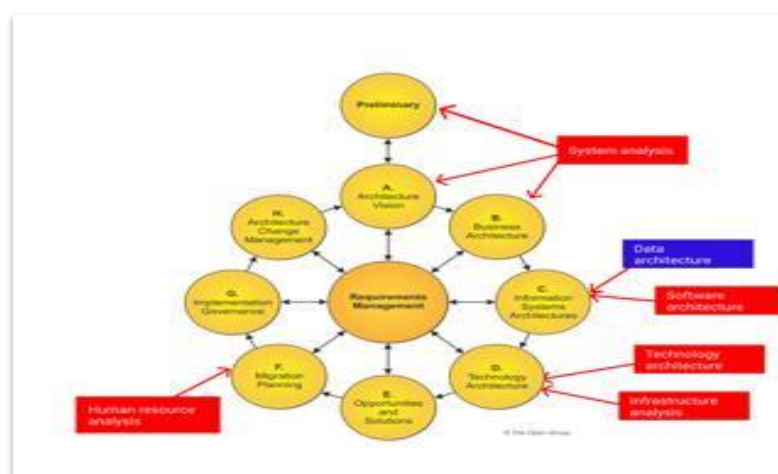 Preliminary
System analysis
A.
Architecture
Vision
H.
Architecture
Change
Management
B.
Business
Architecture
Data
architecture
G.
Implementation
Governance
Requirements
Management
C.
Information
Systems
Architectures
Software
architecture
F.
Migration
Planning
D.
Technology
Architecture
Technology
architecture
Human resource
analysis
E.
Opportunities
and
Solutions
Infrastructure
analysis
© The Open Group